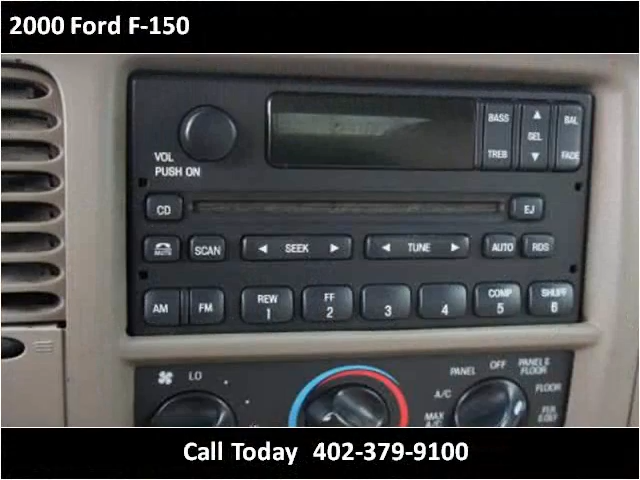 2000 Ford F-150
BASS
BAL
SEL
TREB
FADE
VOL
PUSH ON
CD
EJ
MUTE
SCAN
SEEK
TUNE
AUTO
RDS
AM
FM
REW
1
FF
2
3
4
COMP
5
SHUFF
6
LO
PANEL
OFF
PANEL &
FLOOR
A/C
FLOOR
MAX
A/C
Call Today 402-379-9100